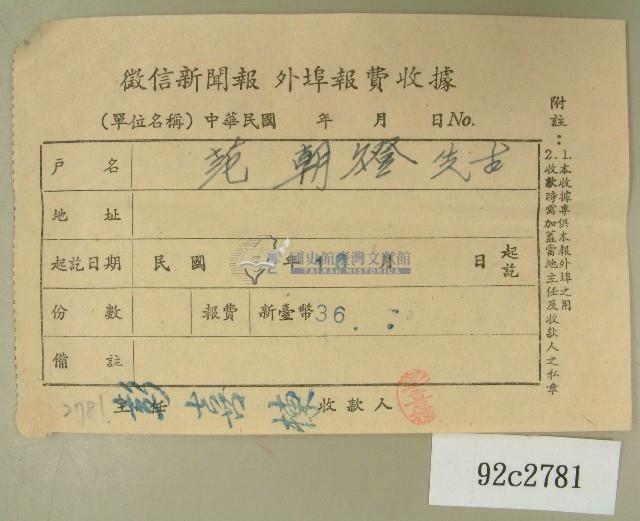 徵信新聞報 外埠報費收據
(單位名稱) 中華民國 年 月 日 No.
戶名 范朝燈 先生
地址
起訖日期 民國 年 月 日 起訖
份數 報費 新臺幣 36
備註
2781 主任 彭 棟 收款人
附註：
1.本收據專供本報外埠之用
2.收款時需加蓋當地主任及收款人之私章
國史館臺灣文獻館
TAIWAN HISTORICA
92c2781